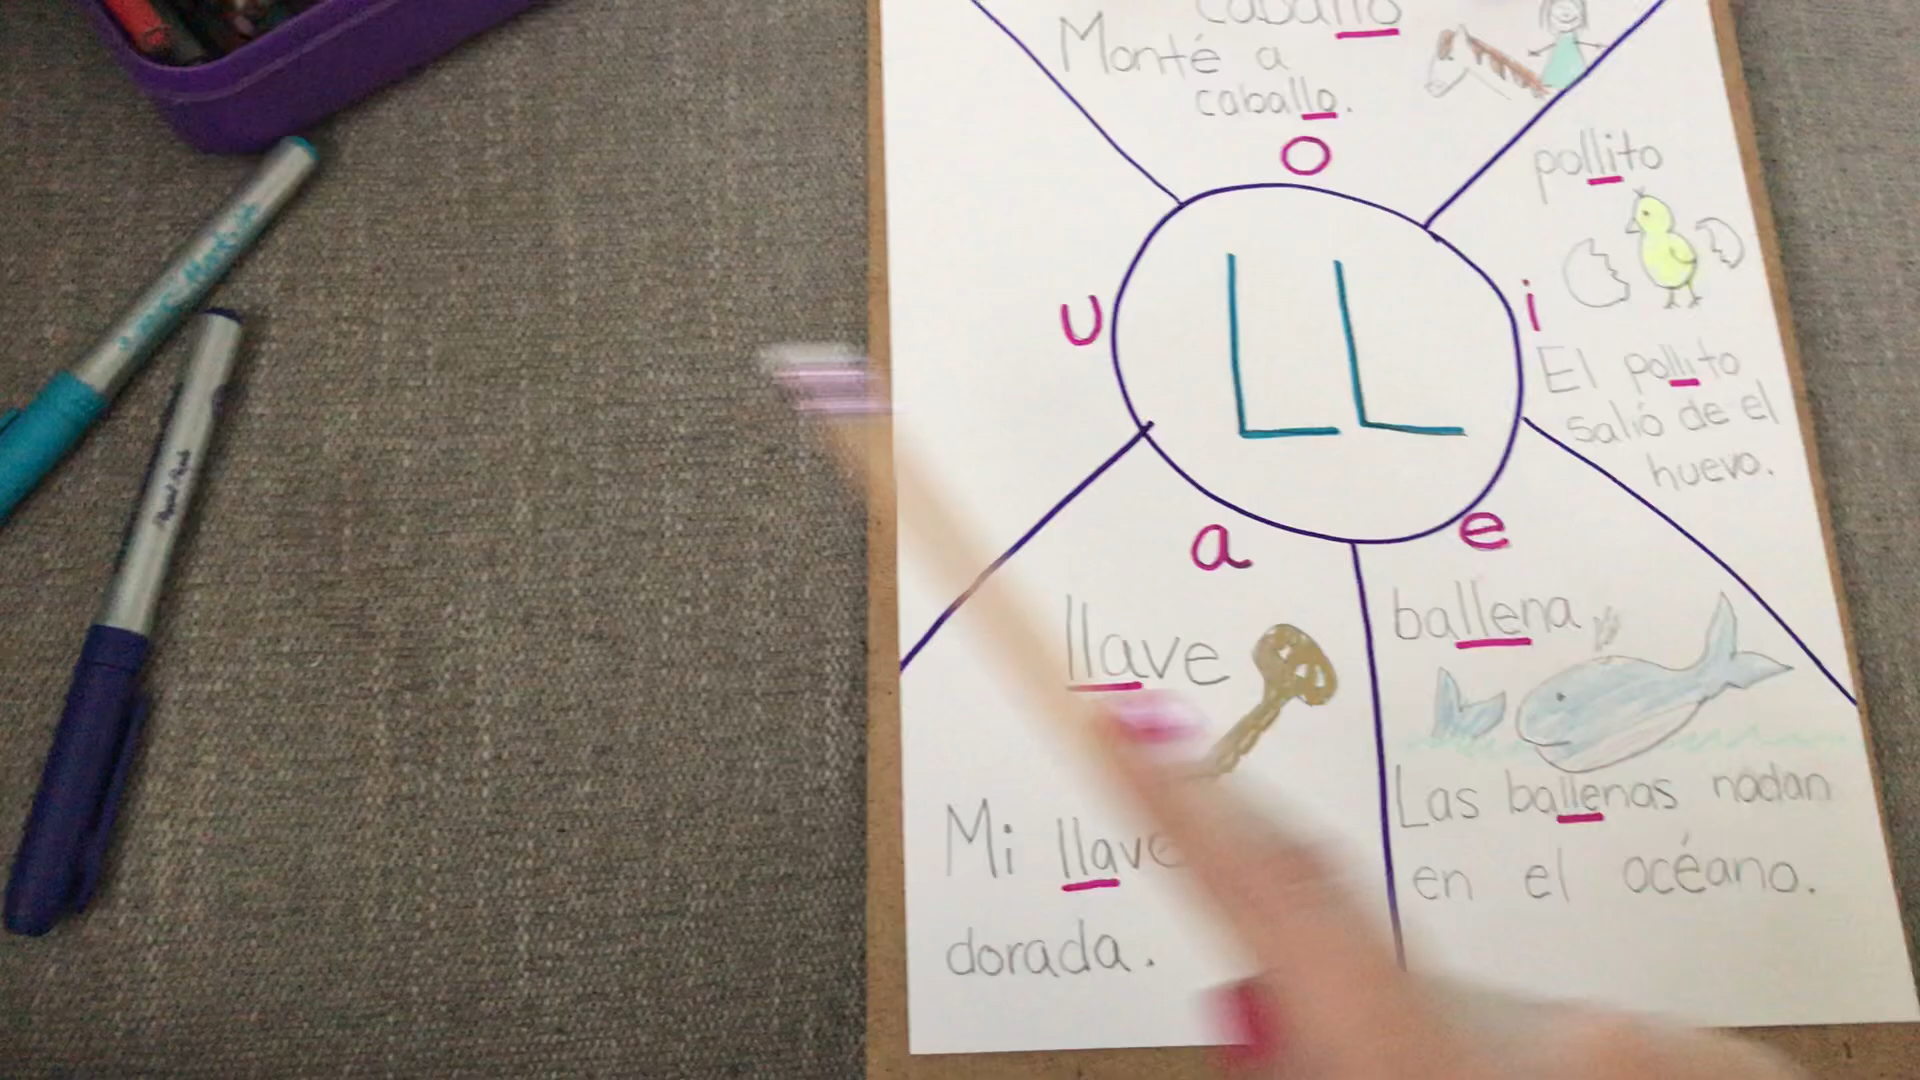 caballo
Monté a
caballo.
O
pollito
i
El pollito
salió de el
huevo.
U
LL
a
e
llave
Mi llave
dorada.
ballena
Las ballenas nadan
en el océano.